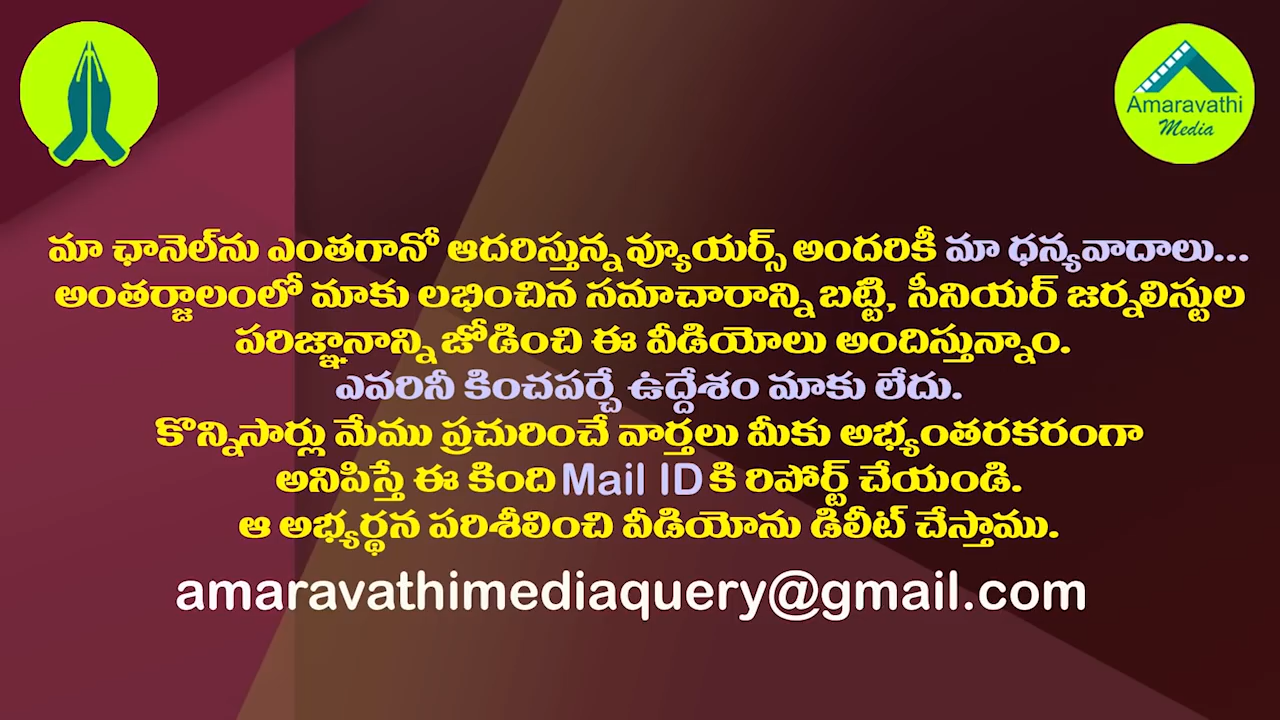 Amaravathi
Media
మా ఛానెల్‌ను ఎంతగానో ఆదరిస్తున్న వ్యూయర్స్ అందరికీ మా ధన్యవాదాలు...
అంతర్జాలంలో మాకు లభించిన సమాచారాన్ని బట్టి, సీనియర్ జర్నలిస్టుల
పరిజ్ఞానాన్ని జోడించి ఈ వీడియోలు అందిస్తున్నాం.
ఎవరినీ కించపర్చే ఉద్దేశం మాకు లేదు.
కొన్నిసార్లు మేము ప్రచురించే వార్తలు మీకు అభ్యంతరకరంగా
అనిపిస్తే ఈ కింది Mail ID కి రిపోర్ట్ చేయండి.
ఆ అభ్యర్థన పరిశీలించి వీడియోను డిలీట్ చేస్తాము.
amaravathimediaquery@gmail.com